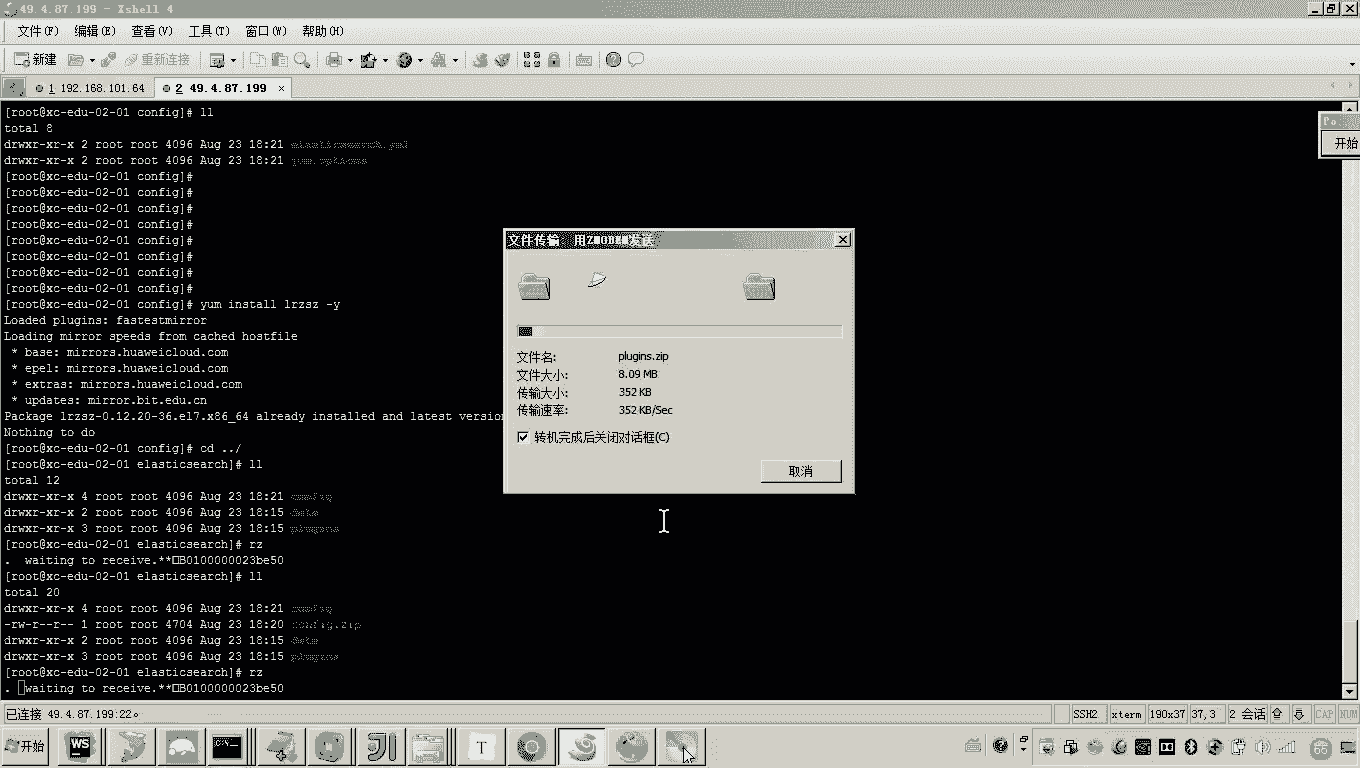 49.4.87.199 - Xshell 4
文件(F) 编辑(E) 查看(V) 工具(T) 窗口(W) 帮助(H)
新建 重新连接
1 192.168.101.64 2 49.4.87.199 ×
[root@xc-edu-02-01 config]# ll
total 8
drwxr-xr-x 2 root root 4096 Aug 23 18:21 elasticsearch.yml
drwxr-xr-x 2 root root 4096 Aug 23 18:21 jvm.options
开始
[root@xc-edu-02-01 config]#
[root@xc-edu-02-01 config]#
[root@xc-edu-02-01 config]#
[root@xc-edu-02-01 config]#
[root@xc-edu-02-01 config]#
[root@xc-edu-02-01 config]#
[root@xc-edu-02-01 config]#
[root@xc-edu-02-01 config]#
[root@xc-edu-02-01 config]# yum install lrzsz -y
Loaded plugins: fastestmirror
Loading mirror speeds from cached hostfile
* base: mirrors.huaweicloud.com
* epel: mirrors.huaweicloud.com
* extras: mirrors.huaweicloud.com
* updates: mirror.bit.edu.cn
Package lrzsz-0.12.20-36.el7.x86_64 already installed and latest versio
Nothing to do
[root@xc-edu-02-01 config]# cd ../
[root@xc-edu-02-01 elasticsearch]# ll
total 12
drwxr-xr-x 4 root root 4096 Aug 23 18:21 config
drwxr-xr-x 2 root root 4096 Aug 23 18:15 data
drwxr-xr-x 3 root root 4096 Aug 23 18:15 plugins
[root@xc-edu-02-01 elasticsearch]# rz
. waiting to receive.**B0100000023be50
[root@xc-edu-02-01 elasticsearch]# ll
total 20
drwxr-xr-x 4 root root 4096 Aug 23 18:21 config
-rw-r--r-- 1 root root 4704 Aug 23 18:20 config.zip
drwxr-xr-x 2 root root 4096 Aug 23 18:15 data
drwxr-xr-x 3 root root 4096 Aug 23 18:15 plugins
[root@xc-edu-02-01 elasticsearch]# rz
. waiting to receive.**B0100000023be50
文件传输 用ZMODEM发送
文件名: plugins.zip
文件大小: 8.09 MB
传输大小: 352 KB
传输速率: 352 KB/Sec
转机完成后关闭对话框(C)
取消
已连接 49.4.87.199:22。 SSH2 xterm 190x37 37,3 2 会话 CAP NUM
开始 WS T